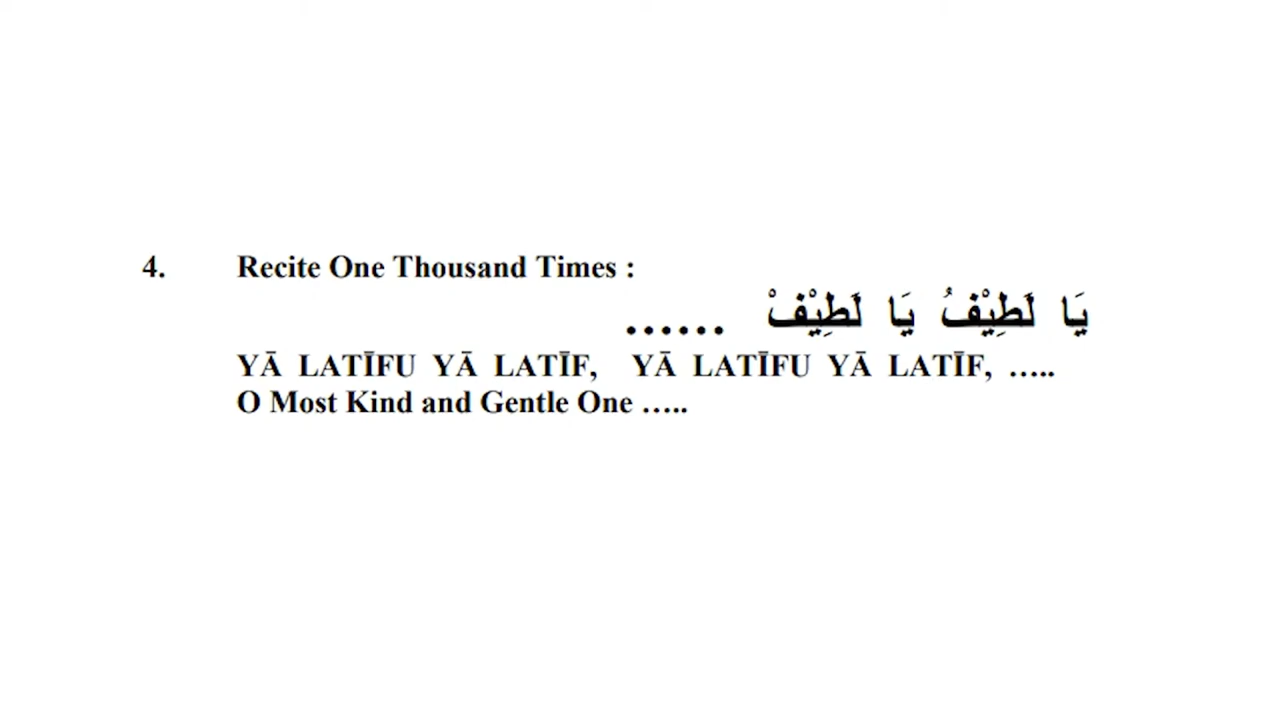 4. Recite One Thousand Times :
يَا لَطِيْفُ يَا لَطِيْفْ ......
YĀ LATĪFU YĀ LATĪF, YĀ LATĪFU YĀ LATĪF, .....
O Most Kind and Gentle One .....